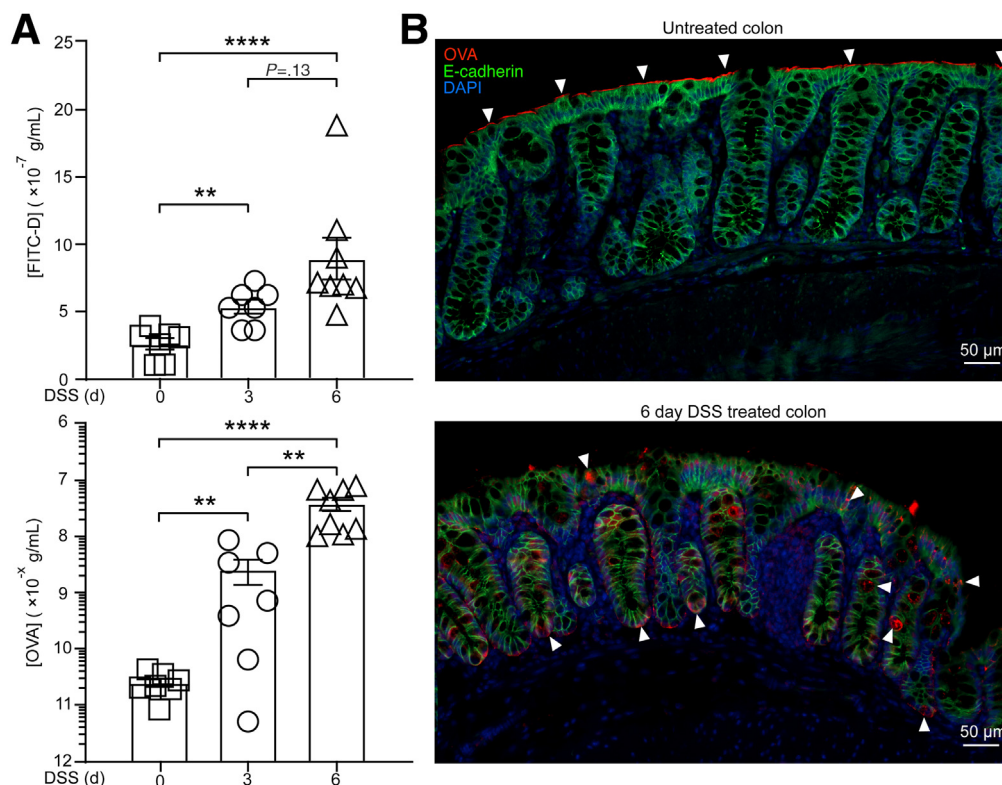 A
25
20
15
10
5
0
[FITC-D] ( ×10⁻⁷ g/mL)
****
P=.13
**
DSS (d)
0
3
6
6
7
8
9
10
11
12
[OVA] ( ×10⁻ˣ g/mL)
****
**
**
DSS (d)
0
3
6
B
Untreated colon
OVA
E-cadherin
DAPI
50 µm
6 day DSS treated colon
50 µm